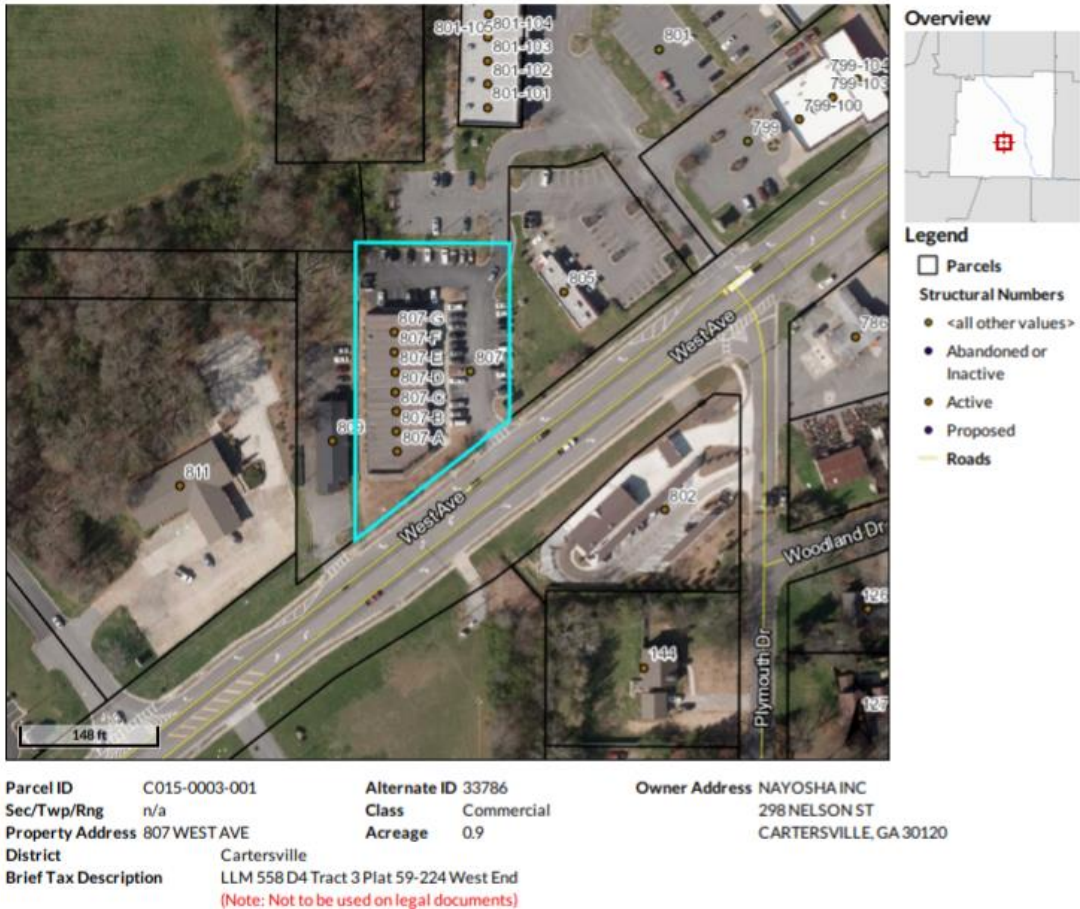 801-105
801-104
801-103
801-102
801-101
801
799-104
799-103
799-100
799
805
807-G
807-F
807-E
807-D
807-C
807-B
807-A
807
809
811
786
802
144
126
127
West Ave
West Ave
Woodland Dr
Plymouth Dr
148 ft
Overview
Legend
Parcels
Structural Numbers
<all other values>
Abandoned or
Inactive
Active
Proposed
Roads
Parcel ID C015-0003-001 Alternate ID 33786 Owner Address NAYOSHA INC
Sec/Twp/Rng n/a Class Commercial 298 NELSON ST
Property Address 807 WEST AVE Acreage 0.9 CARTERSVILLE, GA 30120
District Cartersville
Brief Tax Description LLM 558 D4 Tract 3 Plat 59-224 West End
(Note: Not to be used on legal documents)